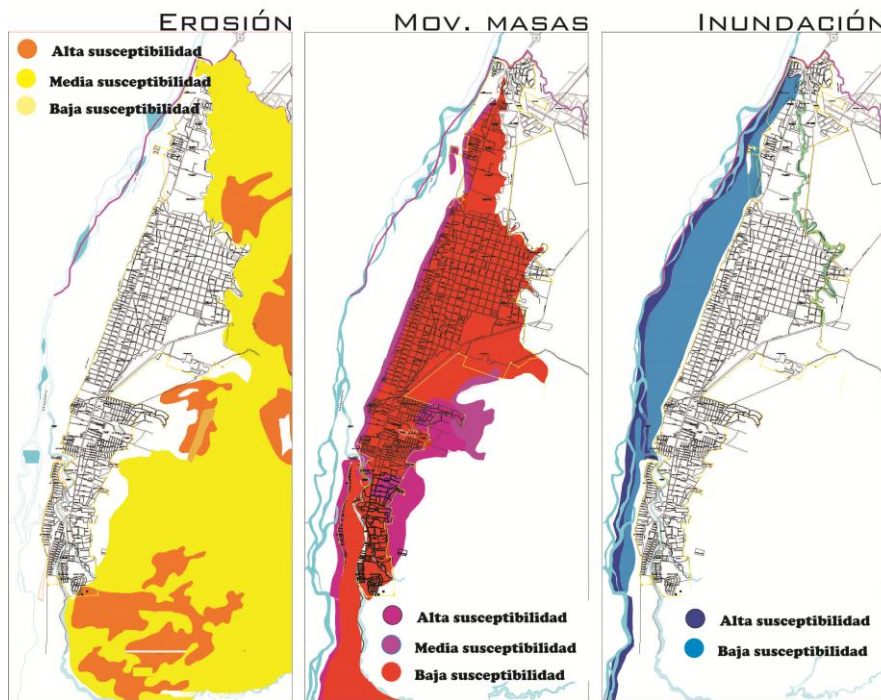 EROSIÓN
Alta susceptibilidad
Media susceptibilidad
Baja susceptibilidad
MOV. MASAS
Alta susceptibilidad
Media susceptibilidad
Baja susceptibilidad
INUNDACIÓN
Alta susceptibilidad
Baja susceptibilidad